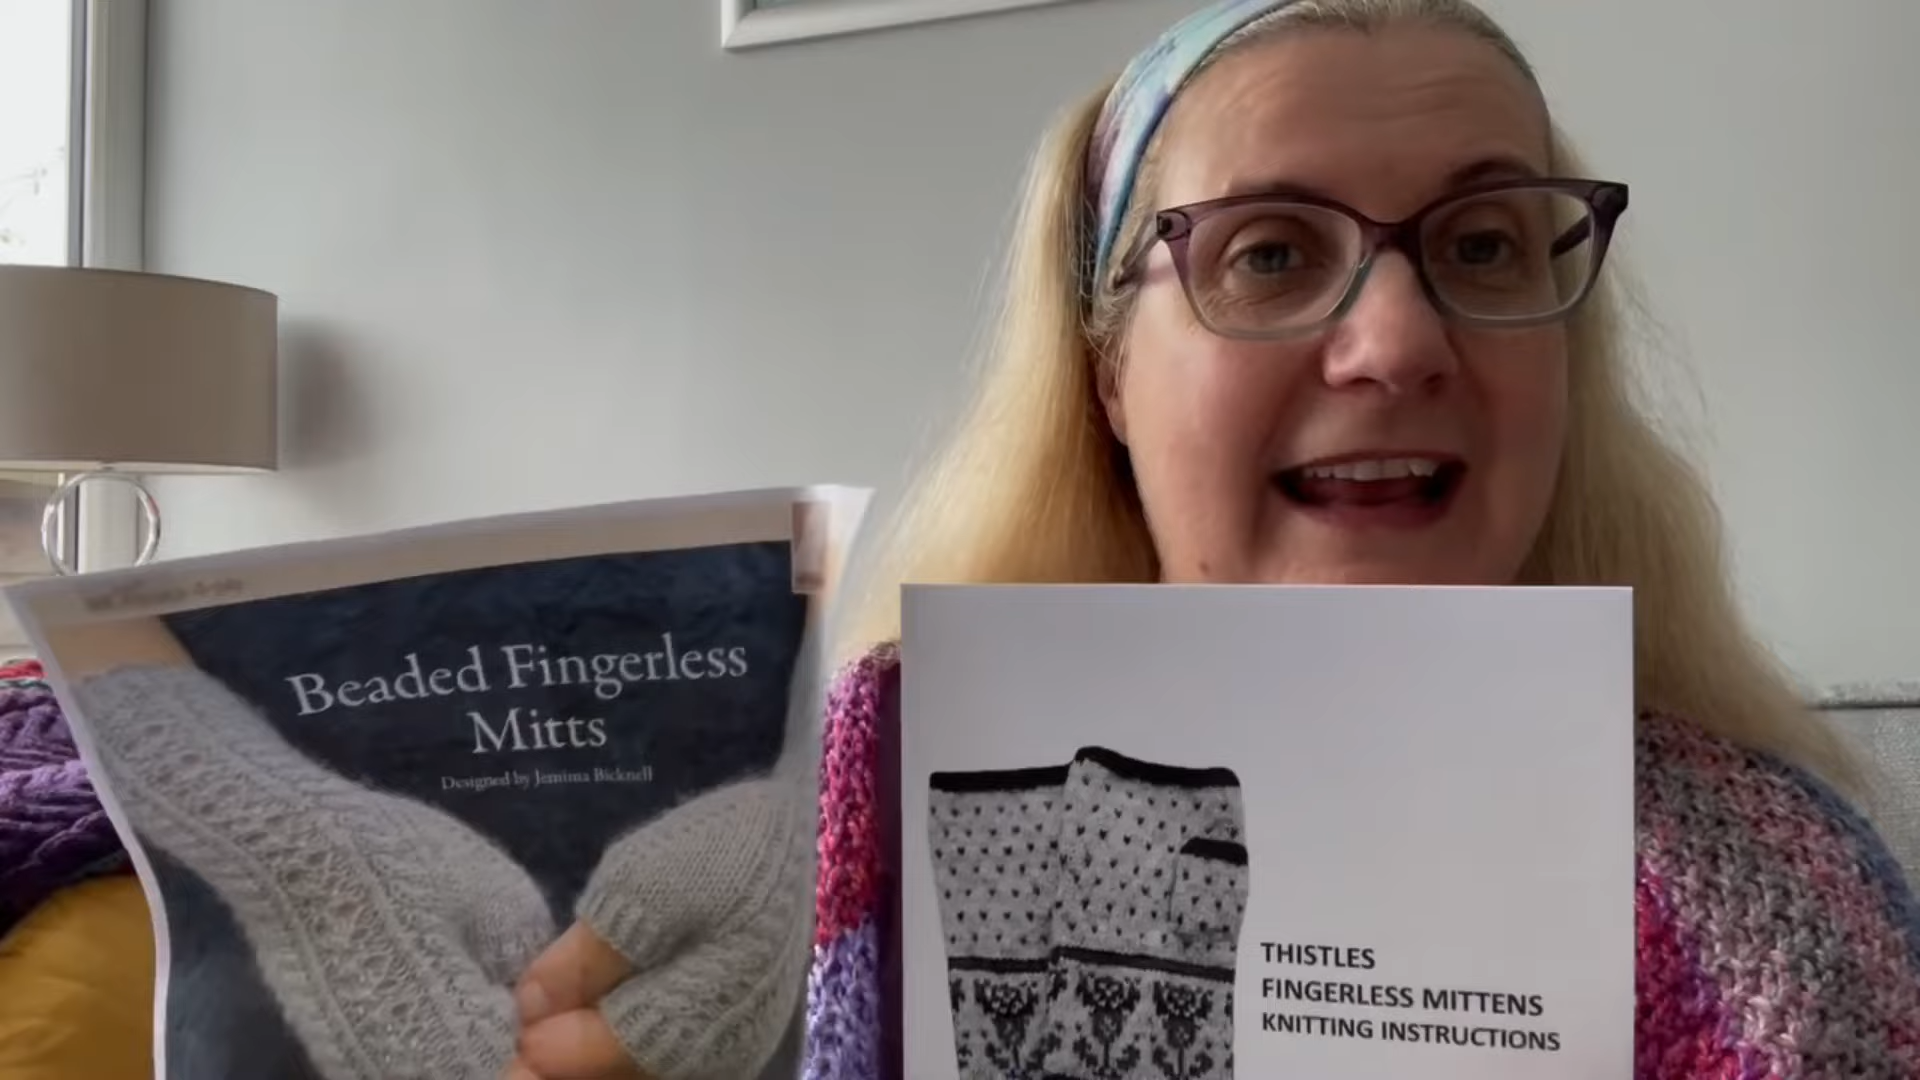 Beaded Fingerless
Mitts
Designed by Jemima Bicknell
THISTLES
FINGERLESS MITTENS
KNITTING INSTRUCTIONS